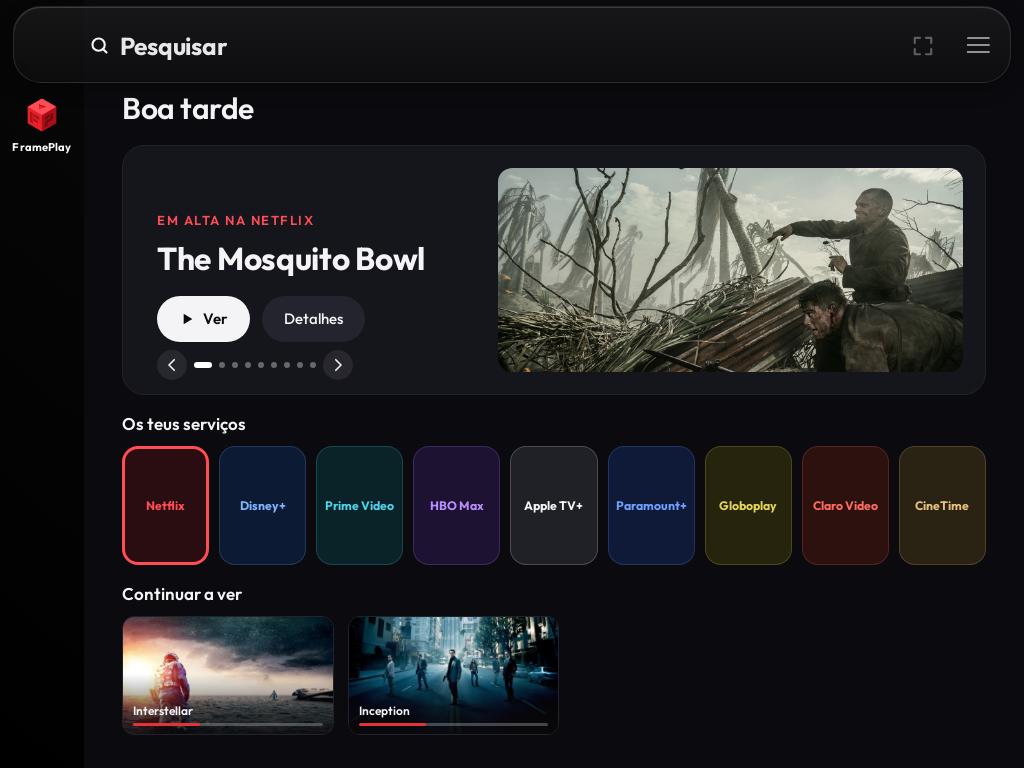 Pesquisar
FramePlay
Boa tarde
EM ALTA NA NETFLIX
The Mosquito Bowl
Ver
Detalhes
Os teus serviços
Netflix
Disney+
Prime Video
HBO Max
Apple TV+
Paramount+
Globoplay
Claro Video
CineTime
Continuar a ver
Interstellar
Inception